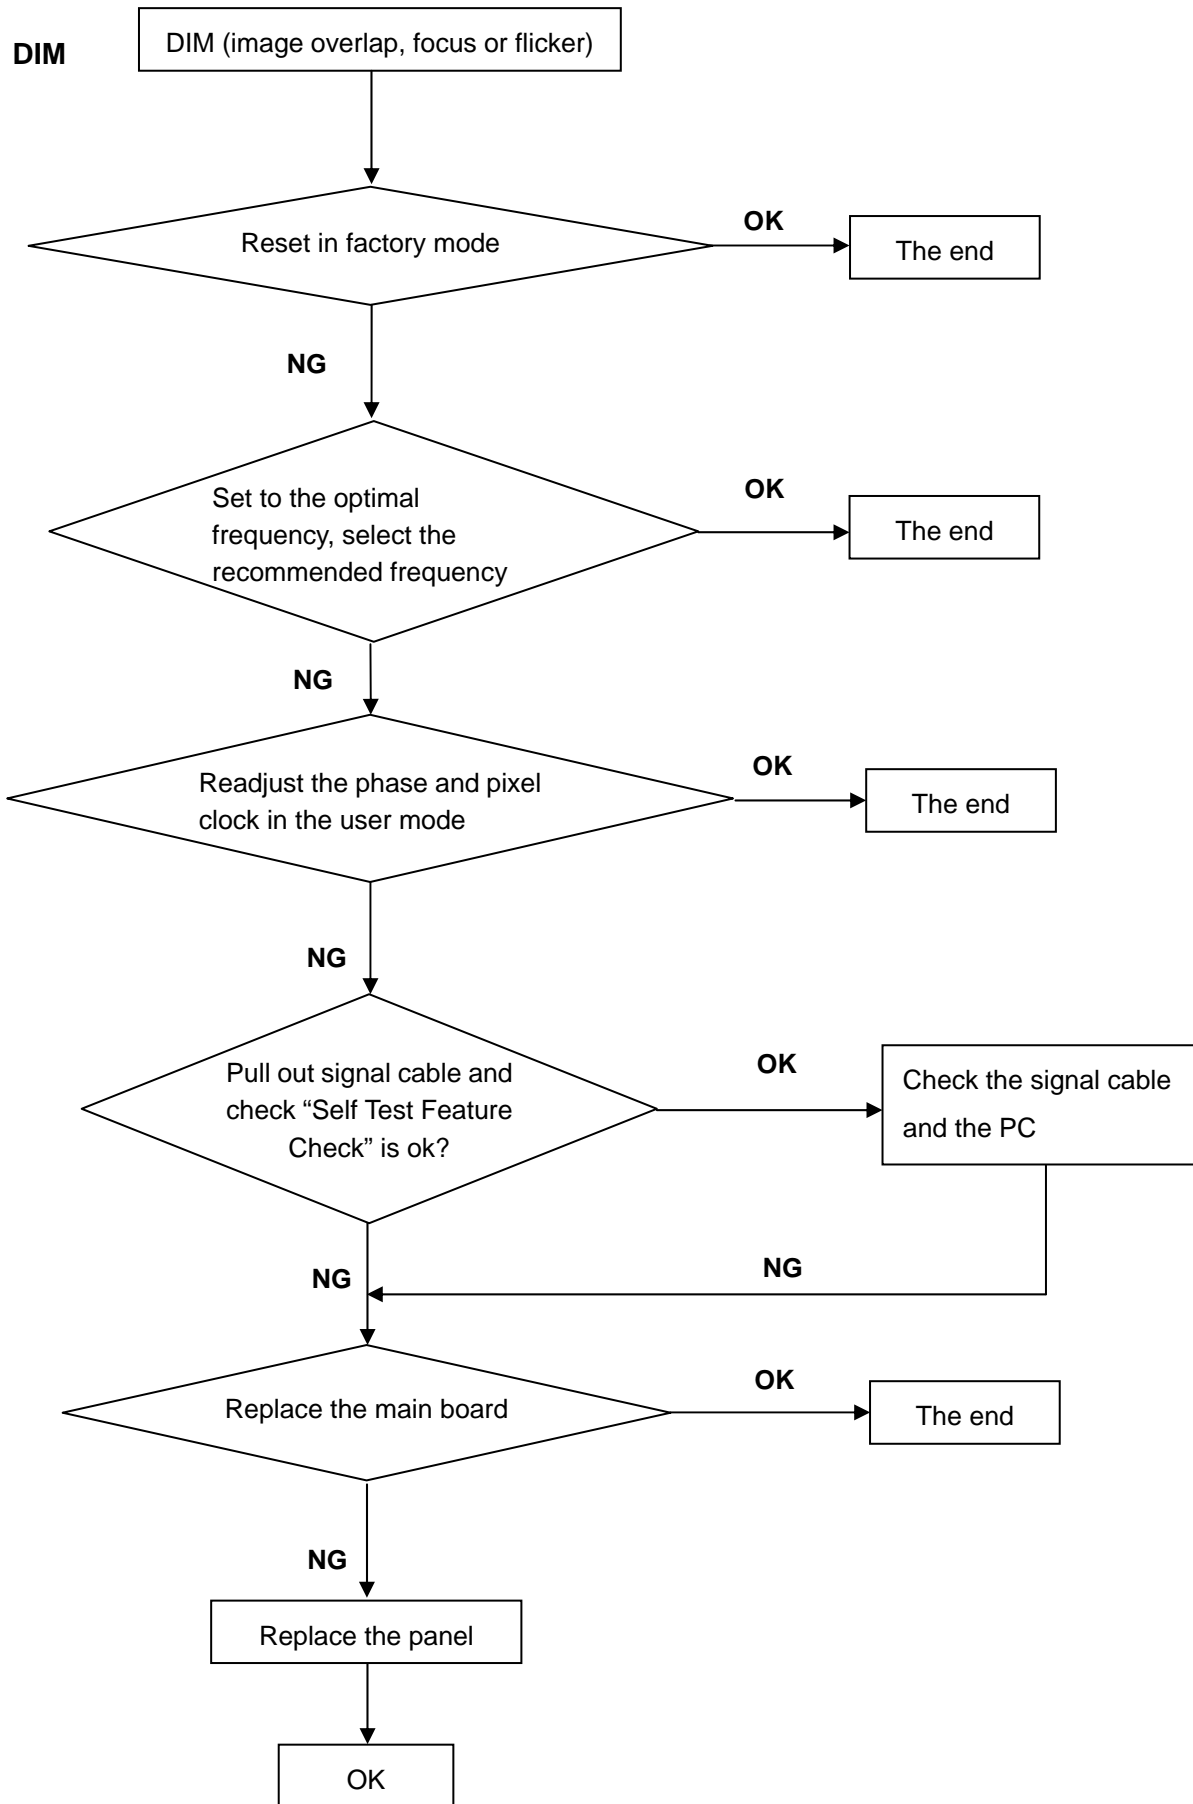 DIM
DIM (image overlap, focus or flicker)
Reset in factory mode
OK
The end
NG
Set to the optimal
frequency, select the
recommended frequency
OK
The end
NG
Readjust the phase and pixel
clock in the user mode
OK
The end
NG
Pull out signal cable and
check “Self Test Feature
Check” is ok?
OK
Check the signal cable
and the PC
NG
NG
Replace the main board
OK
The end
NG
Replace the panel
OK